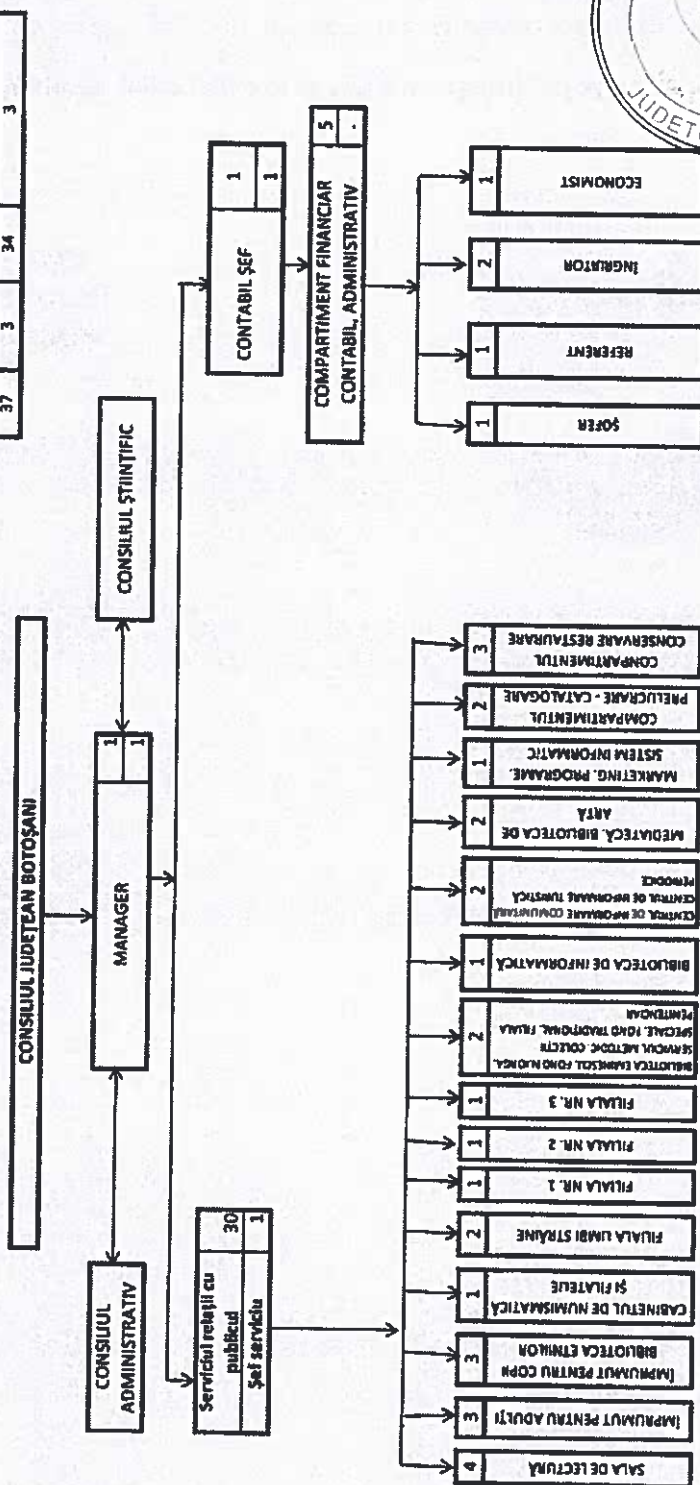 37 3 34 3
CONSILIUL JUDEȚEAN BOTOȘANI
CONSILIUL
ADMINISTRATIV
MANAGER
1
1
CONSILIUL ȘTIINȚIFIC
Serviciul relații cu
publicul
30
Șef serviciu
1
CONTABIL ȘEF
1
1
COMPARTIMENT FINANCIAR
CONTABIL, ADMINISTRATIV
5
.
4
SALA DE LECTURĂ
3
ÎMPRUMUT PENTRU ADULȚI
3
ÎMPRUMUT PENTRU COPII
BIBLIOTECA ETNIILOR
1
CABINETUL DE NUMISMATICĂ
ȘI FILATELIE
2
FILIALA LIMBI STRĂINE
1
FILIALA NR. 1
1
FILIALA NR. 2
1
FILIALA NR. 3
2
BIBLIOTECA EMINESCU, FOND
SERVICIUL METODIC, COLECȚII
SPECIALE, FOND TRADIȚIONAL, FILIALA
PENITENCIAR
1
BIBLIOTECA DE INFORMATICĂ
2
CENTRUL DE INFORMARE COMUNITARĂ
CENTRUL DE INFORMARE TURISTICĂ
PERIODICE
2
MEDIATECĂ, BIBLIOTECA DE
ARTĂ
1
MARKETING, PROGRAME,
SISTEM INFORMATIC
2
COMPARTIMENTUL
PRELUCRARE - CATALOGARE
3
COMPARTIMENTUL
CONSERVARE RESTAURARE
1
ȘOFER
1
REFERENT
2
ÎNGRIJITOR
1
ECONOMIST
JUDEȚ